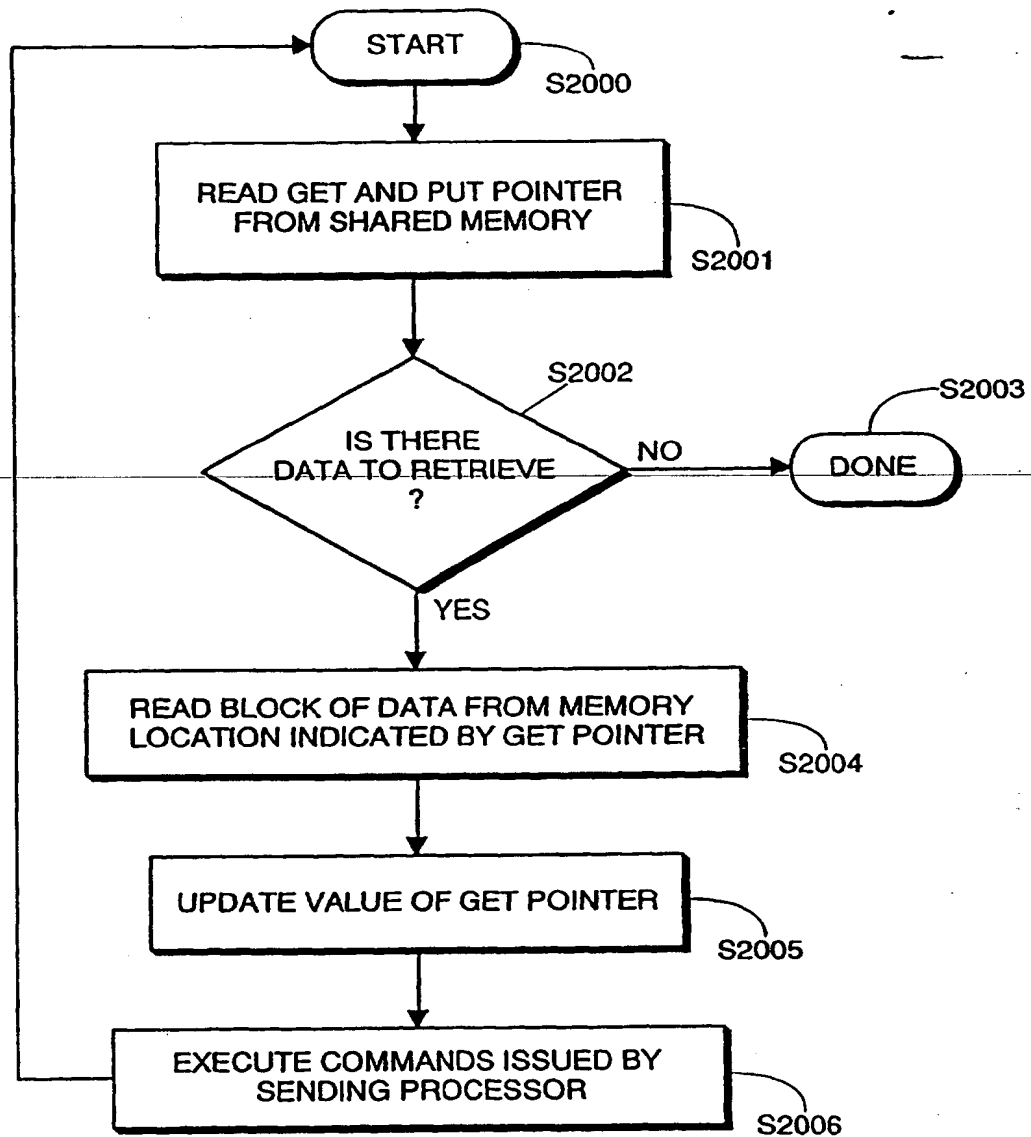 START
S2000
READ GET AND PUT POINTER
FROM SHARED MEMORY
S2001
S2002
IS THERE
DATA TO RETRIEVE
?
NO
S2003
DONE
YES
READ BLOCK OF DATA FROM MEMORY
LOCATION INDICATED BY GET POINTER
S2004
UPDATE VALUE OF GET POINTER
S2005
EXECUTE COMMANDS ISSUED BY
SENDING PROCESSOR
S2006